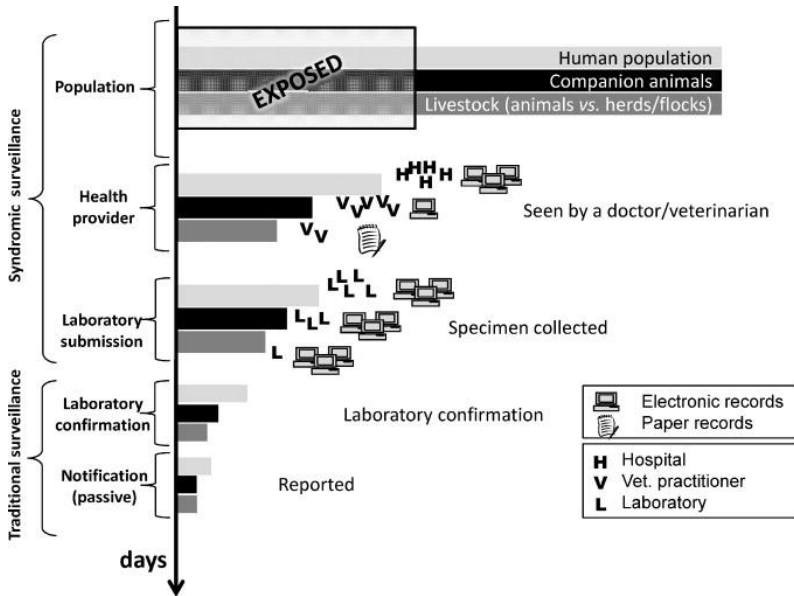 Syndromic surveillance
Traditional surveillance
Population
EXPOSED
Human population
Companion animals
Livestock (animals vs. herds/flocks)
Health
provider
H H H H H
V V V V V
V V
Seen by a doctor/veterinarian
Laboratory
submission
L L L L L
L L L
L
Specimen collected
Laboratory
confirmation
Laboratory confirmation
Notification
(passive)
Reported
days
Electronic records
Paper records
H Hospital
V Vet. practitioner
L Laboratory